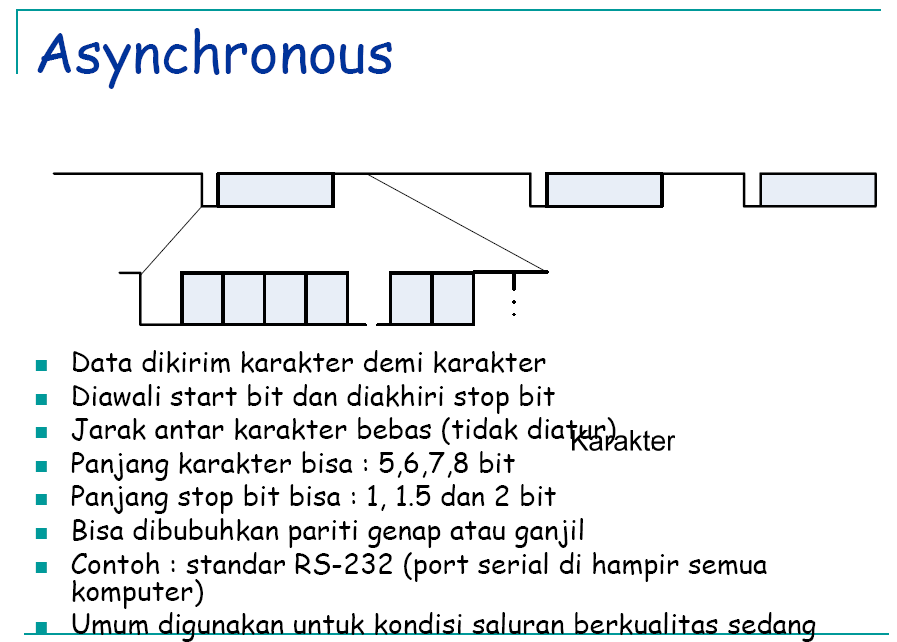 Asynchronous
Data dikirim karakter demi karakter
Diawali start bit dan diakhiri stop bit
Jarak antar karakter bebas (tidak diatur)
Karakter
Panjang karakter bisa : 5,6,7,8 bit
Panjang stop bit bisa : 1, 1.5 dan 2 bit
Bisa dibubuhkan pariti genap atau ganjil
Contoh : standar RS-232 (port serial di hampir semua
komputer)
Umum digunakan untuk kondisi saluran berkualitas sedang